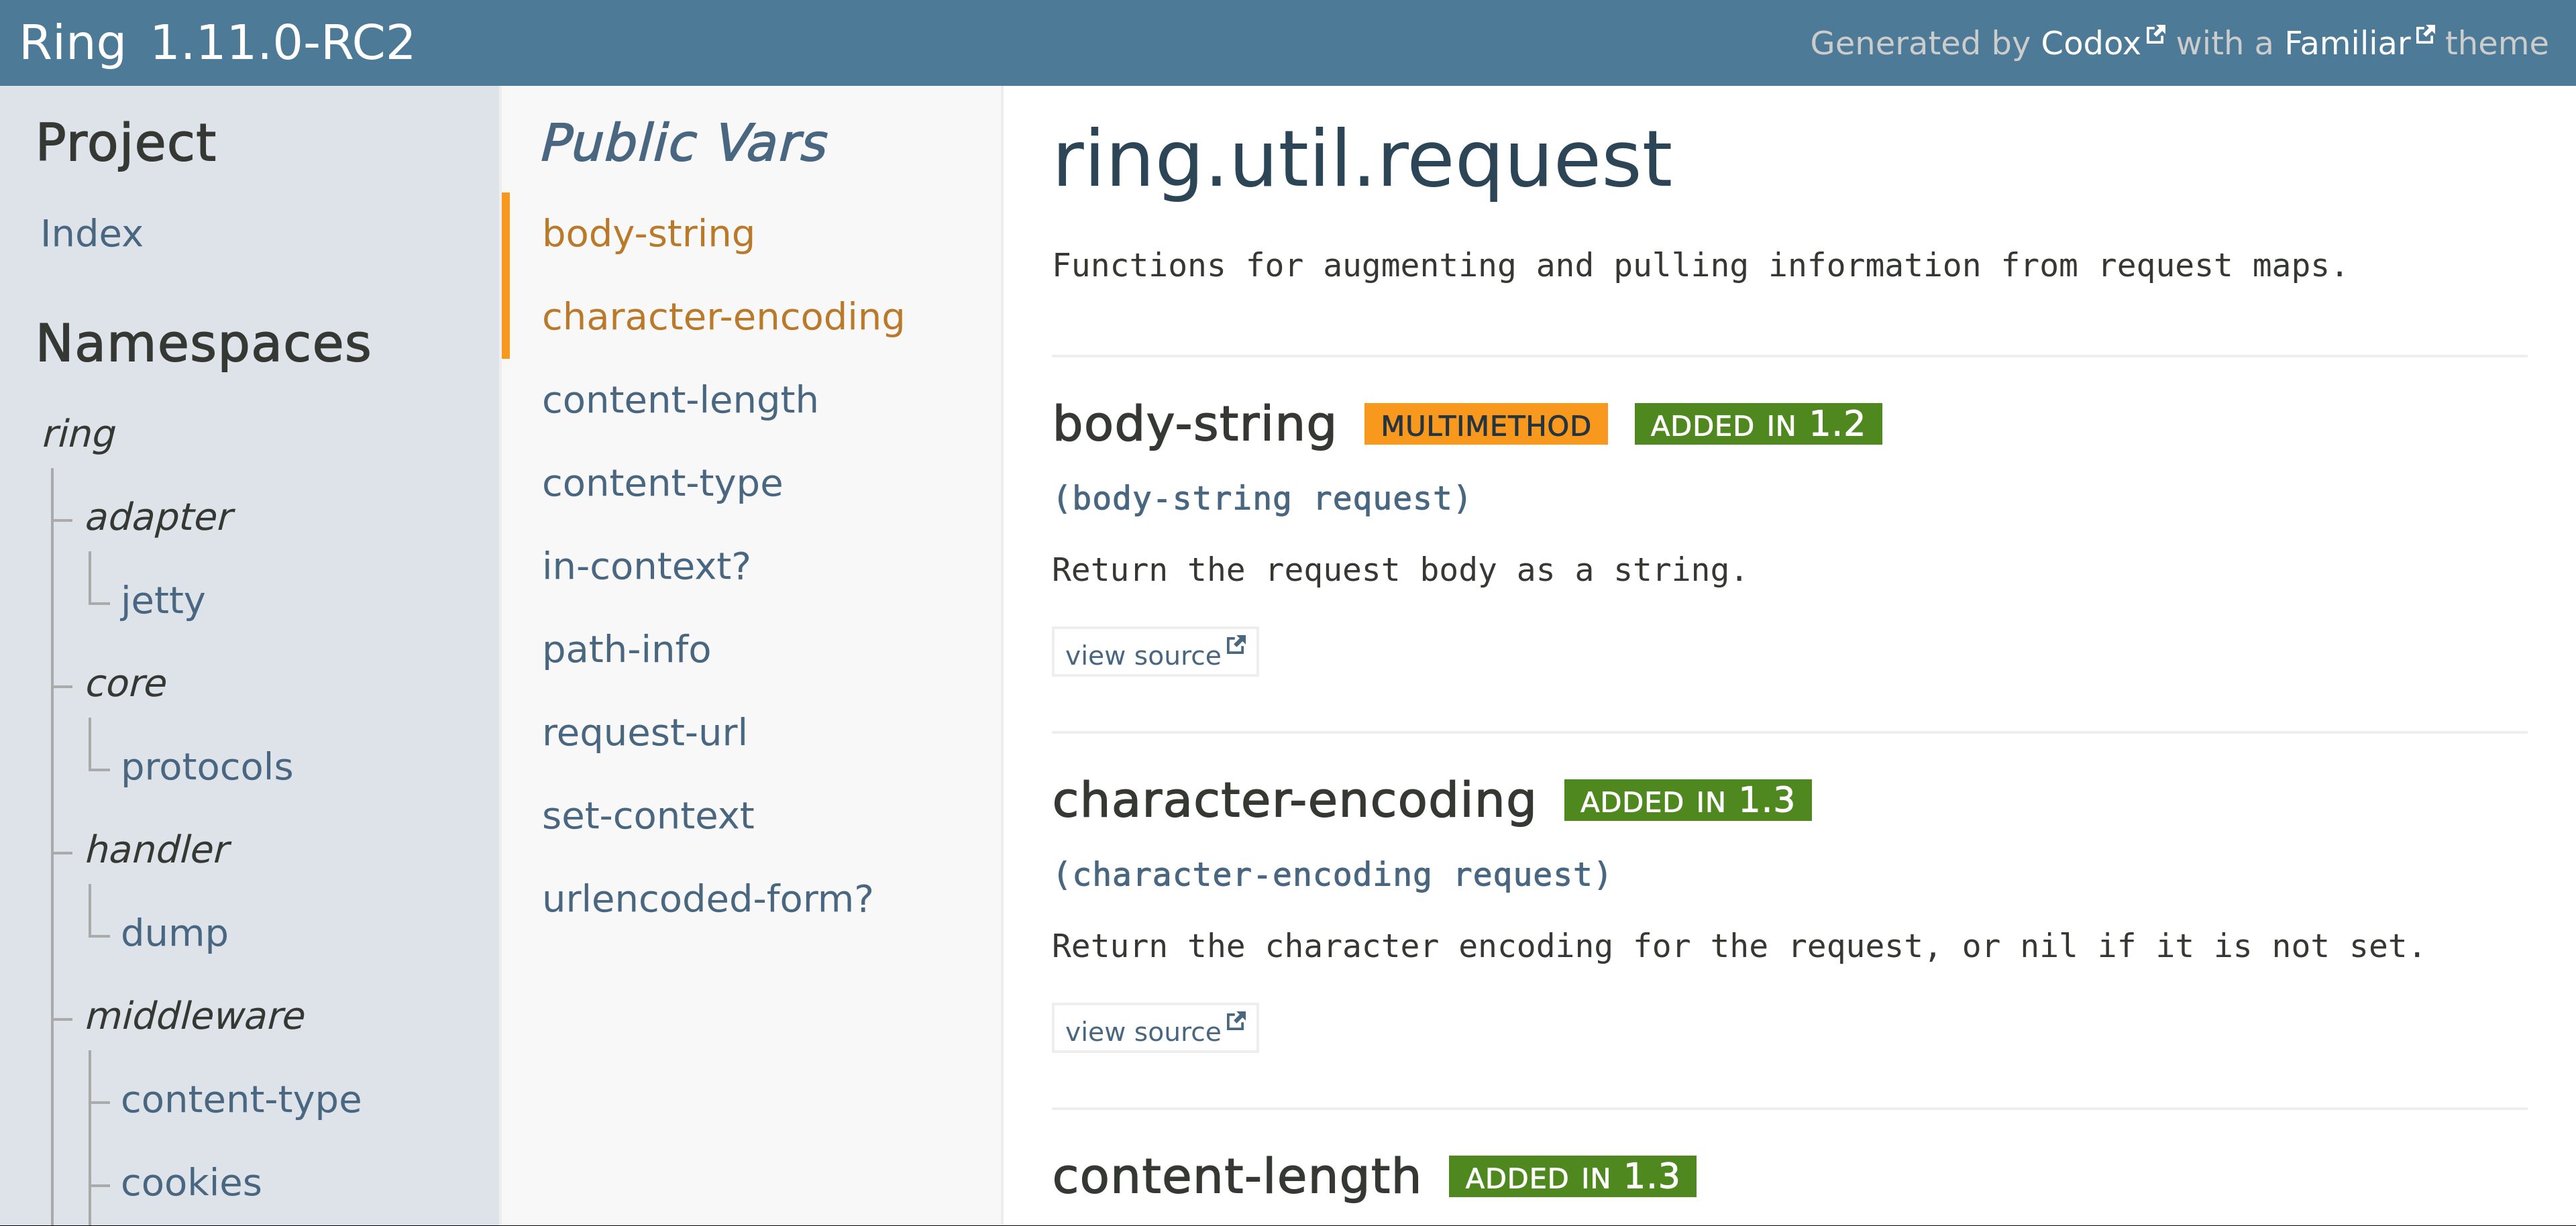 Ring 1.11.0-RC2
Generated by Codox with a Familiar theme
Project
Index
Namespaces
ring
adapter
jetty
core
protocols
handler
dump
middleware
content-type
cookies
Public Vars
body-string
character-encoding
content-length
content-type
in-context?
path-info
request-url
set-context
urlencoded-form?
ring.util.request
Functions for augmenting and pulling information from request maps.
body-string MULTIMETHOD ADDED IN 1.2
(body-string request)
Return the request body as a string.
view source
character-encoding ADDED IN 1.3
(character-encoding request)
Return the character encoding for the request, or nil if it is not set.
view source
content-length ADDED IN 1.3